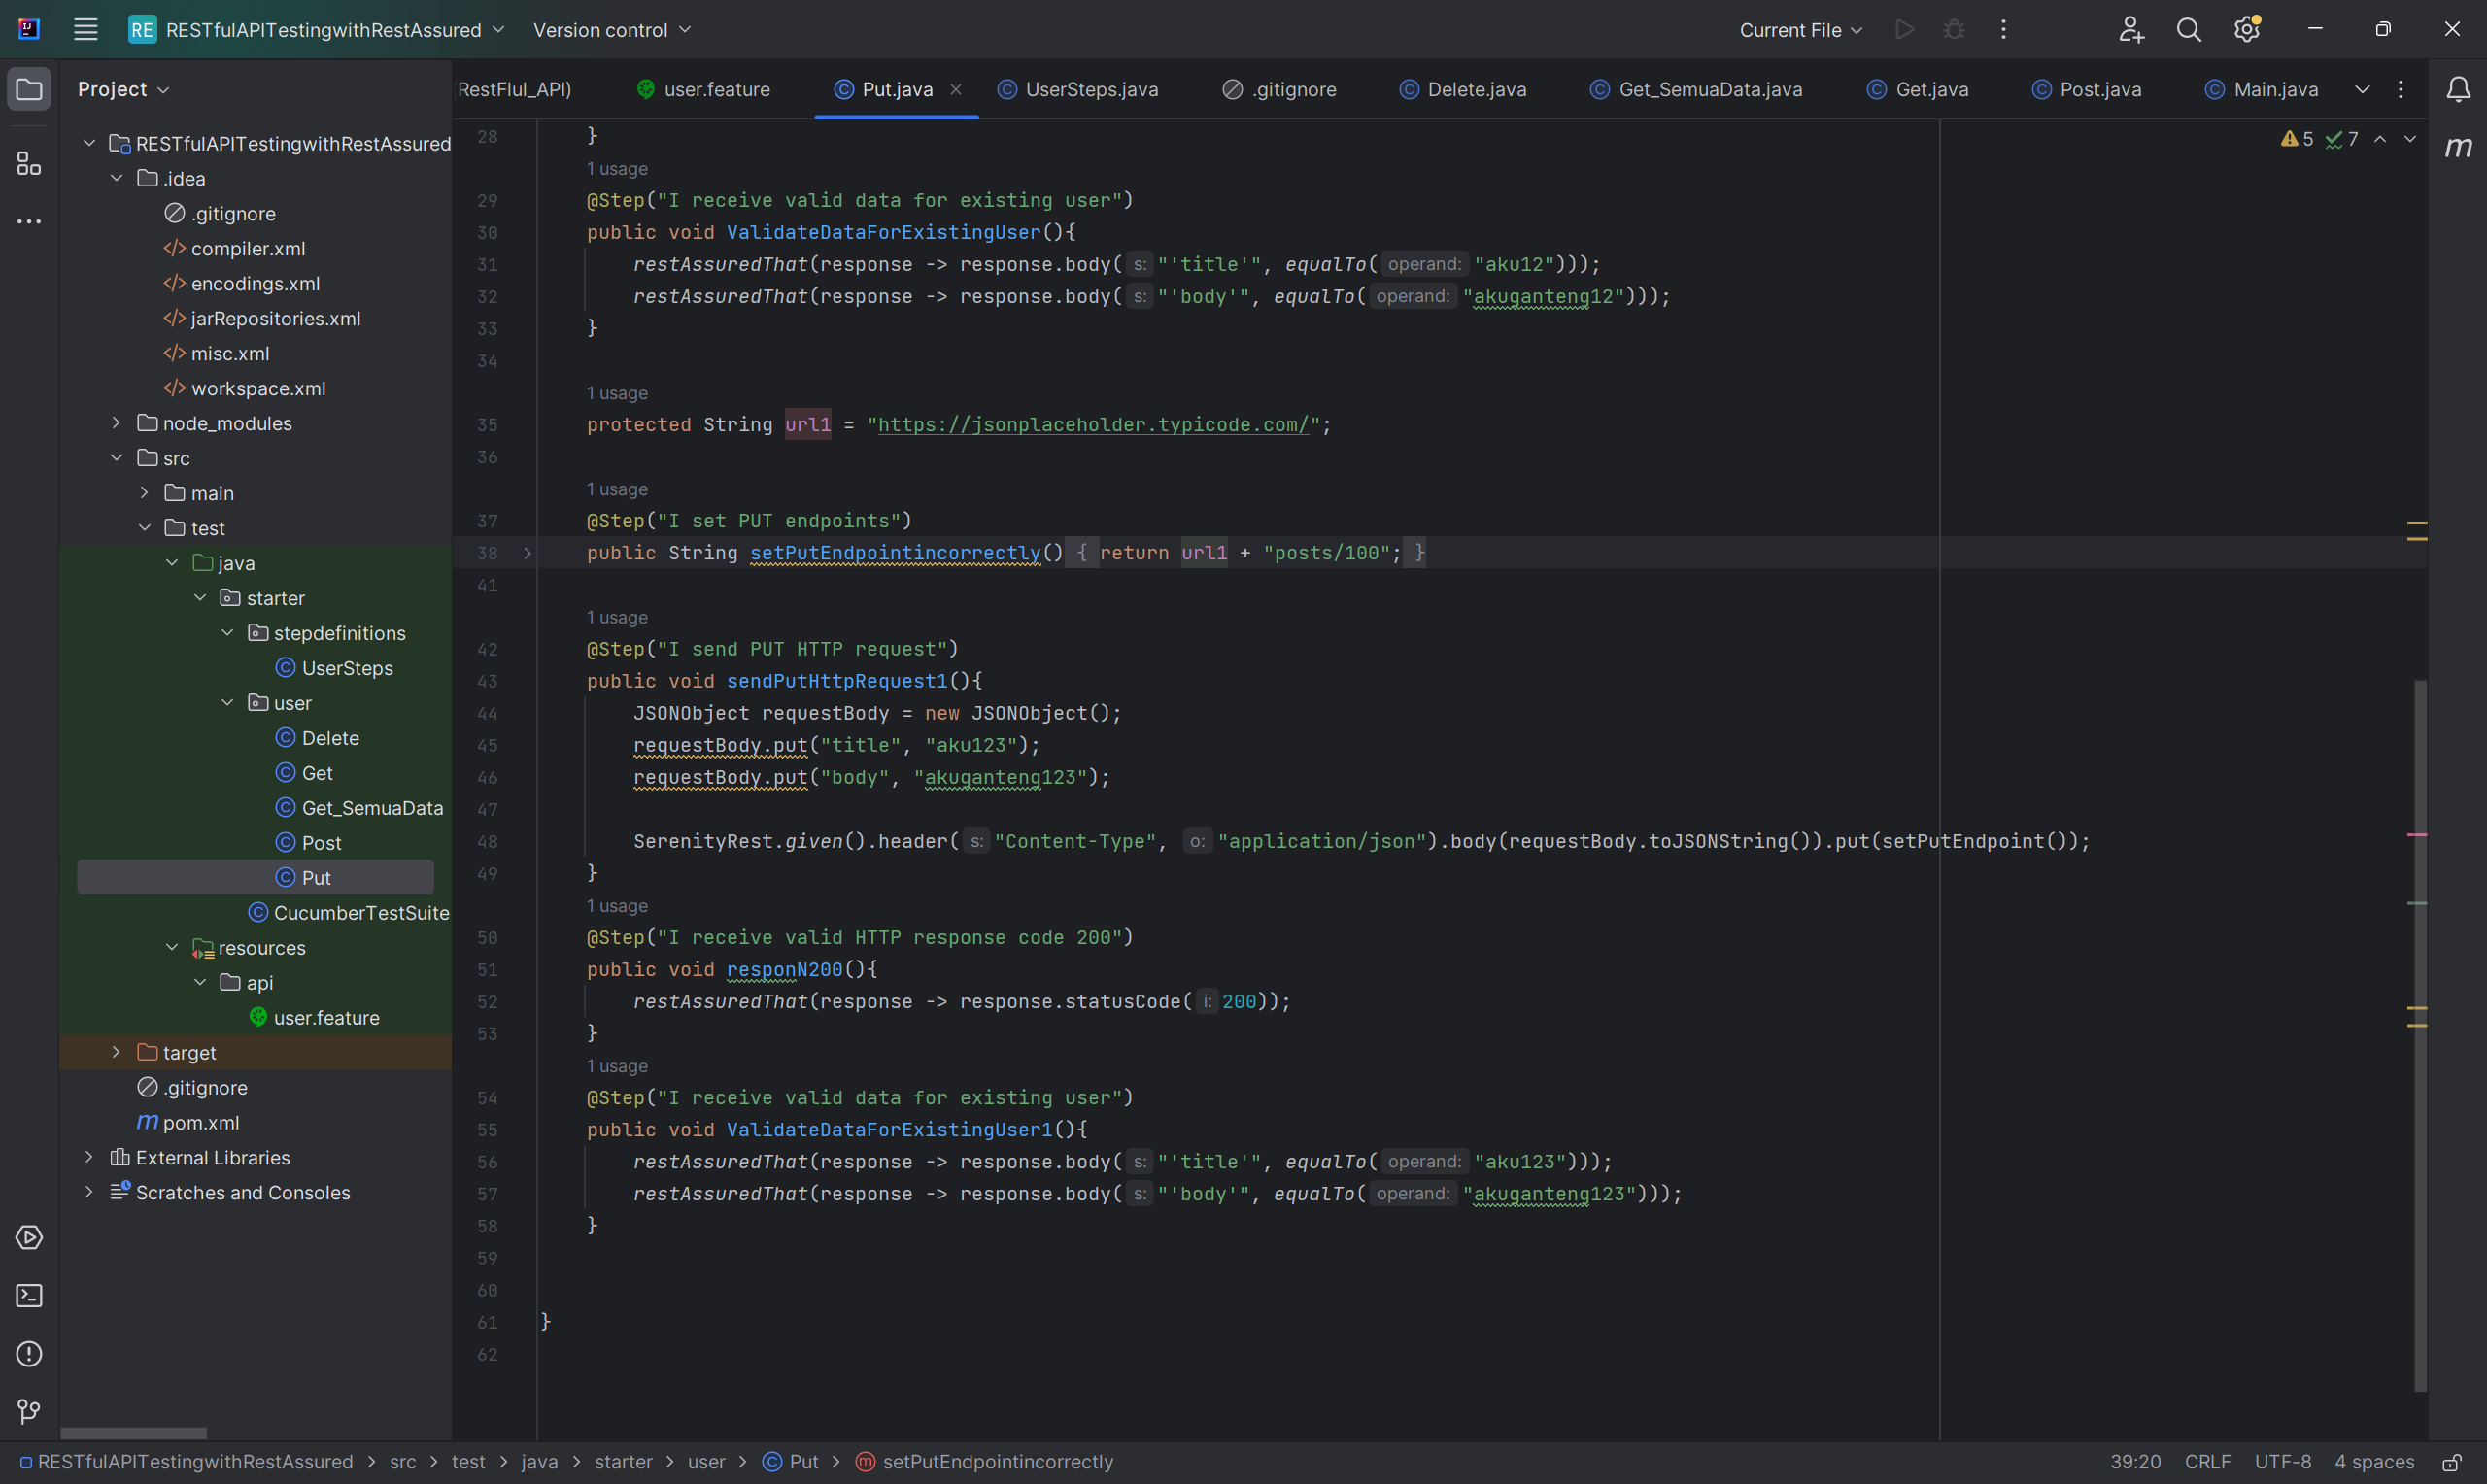 RE RESTfulAPITestingwithRestAssured Version control Current File
Project
RestFlul_API) user.feature Put.java UserSteps.java .gitignore Delete.java Get_SemuaData.java Get.java Post.java Main.java
RESTfulAPITestingwithRestAssured
.idea
.gitignore
compiler.xml
encodings.xml
jarRepositories.xml
misc.xml
workspace.xml
node_modules
src
main
test
java
starter
stepdefinitions
UserSteps
user
Delete
Get
Get_SemuaData
Post
Put
CucumberTestSuite
resources
api
user.feature
target
.gitignore
m pom.xml
External Libraries
Scratches and Consoles
5 7
m
28 }
1 usage
29 @Step("I receive valid data for existing user")
30 public void ValidateDataForExistingUser(){
31 restAssuredThat(response -> response.body( s: "'title'", equalTo( operand: "aku12")));
32 restAssuredThat(response -> response.body( s: "'body'", equalTo( operand: "akuganteng12")));
33 }
34
1 usage
35 protected String url1 = "https://jsonplaceholder.typicode.com/";
36
1 usage
37 @Step("I set PUT endpoints")
38 public String setPutEndpointincorrectly() { return url1 + "posts/100"; }
41
1 usage
42 @Step("I send PUT HTTP request")
43 public void sendPutHttpRequest1(){
44 JSONObject requestBody = new JSONObject();
45 requestBody.put("title", "aku123");
46 requestBody.put("body", "akuganteng123");
47
48 SerenityRest.given().header( s: "Content-Type", o: "application/json").body(requestBody.toJSONString()).put(setPutEndpoint());
49 }
1 usage
50 @Step("I receive valid HTTP response code 200")
51 public void responN200(){
52 restAssuredThat(response -> response.statusCode( i: 200));
53 }
1 usage
54 @Step("I receive valid data for existing user")
55 public void ValidateDataForExistingUser1(){
56 restAssuredThat(response -> response.body( s: "'title'", equalTo( operand: "aku123")));
57 restAssuredThat(response -> response.body( s: "'body'", equalTo( operand: "akuganteng123")));
58 }
59
60
61 }
62
RESTfulAPITestingwithRestAssured > src > test > java > starter > user > Put > m setPutEndpointincorrectly 39:20 CRLF UTF-8 4 spaces